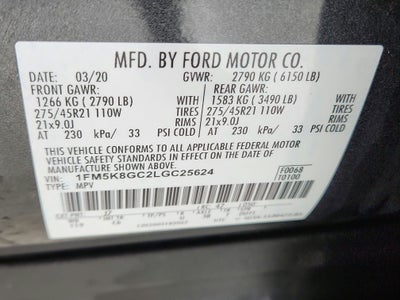 MFD. BY FORD MOTOR CO.
DATE: 03/20 GVWR: 2790 KG ( 6150 LB)
FRONT GAWR: REAR GAWR:
1266 KG ( 2790 LB) WITH 1583 KG ( 3490 LB) WITH
275/45R21 110W TIRES 275/45R21 110W TIRES
21x9.0J RIMS 21x9.0J RIMS
AT 230 kPa/ 33 PSI COLD AT 230 kPa/ 33 PSI COLD
THIS VEHICLE CONFORMS TO ALL APPLICABLE FEDERAL MOTOR
VEHICLE SAFETY STANDARDS IN EFFECT ON THE DATE OF
MANUFACTURE SHOWN ABOVE.
VIN: 1FM5K8GC2LGC25624 F0068
TYPE: MPV T0100